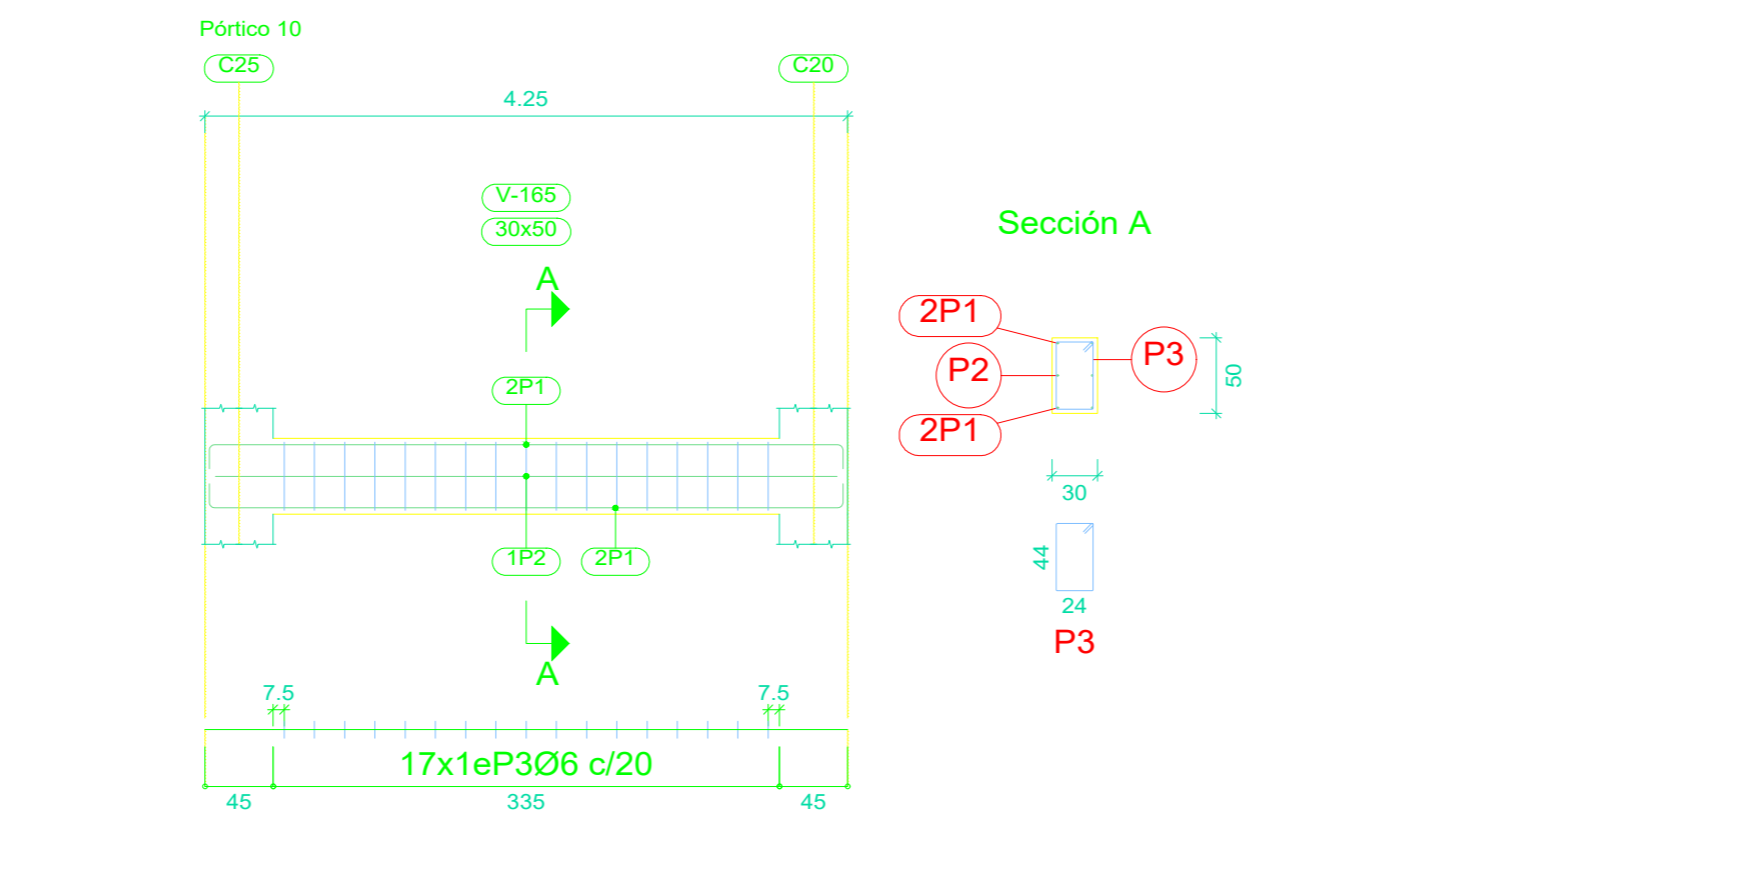 Pórtico 10
C25
C20
4.25
V-165
30x50
A
2P1
1P2
2P1
A
7.5
7.5
17x1eP3Ø6 c/20
45
335
45
Sección A
2P1
P2
2P1
P3
50
30
44
24
P3